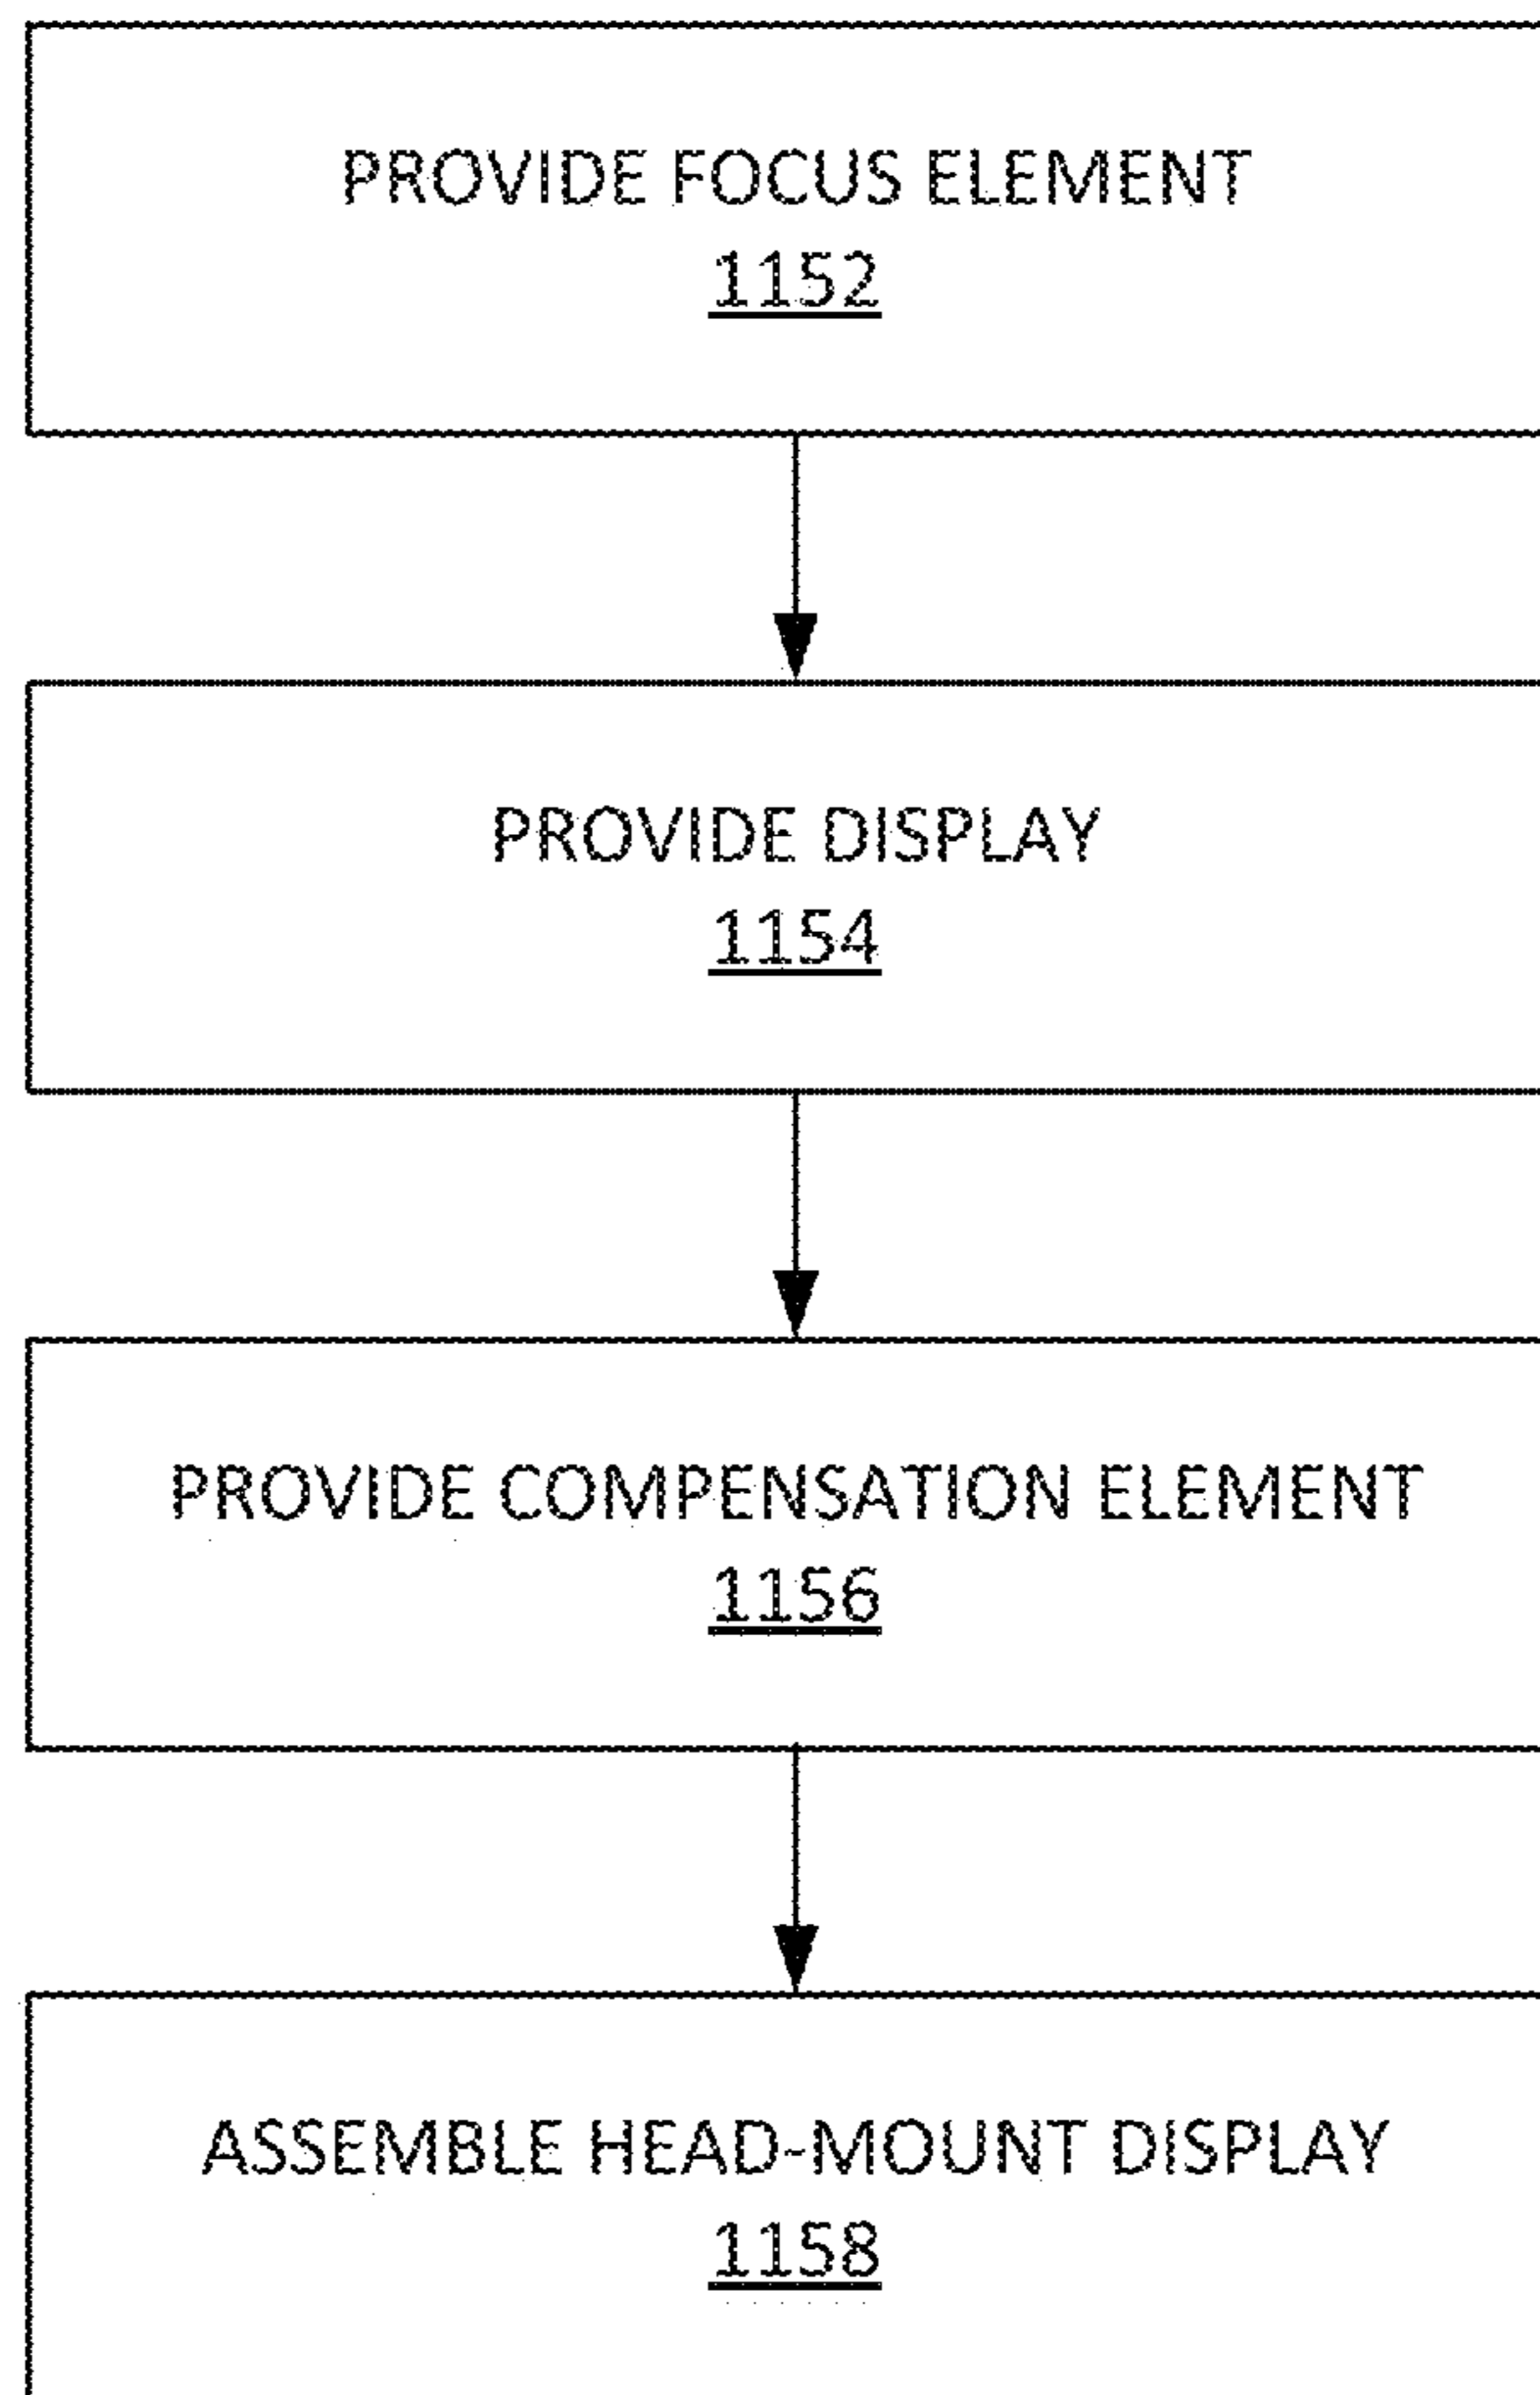 PROVIDE FOCUS ELEMENT
1152
PROVIDE DISPLAY
1154
PROVIDE COMPENSATION ELEMENT
1156
ASSEMBLE HEAD-MOUNT DISPLAY
1158